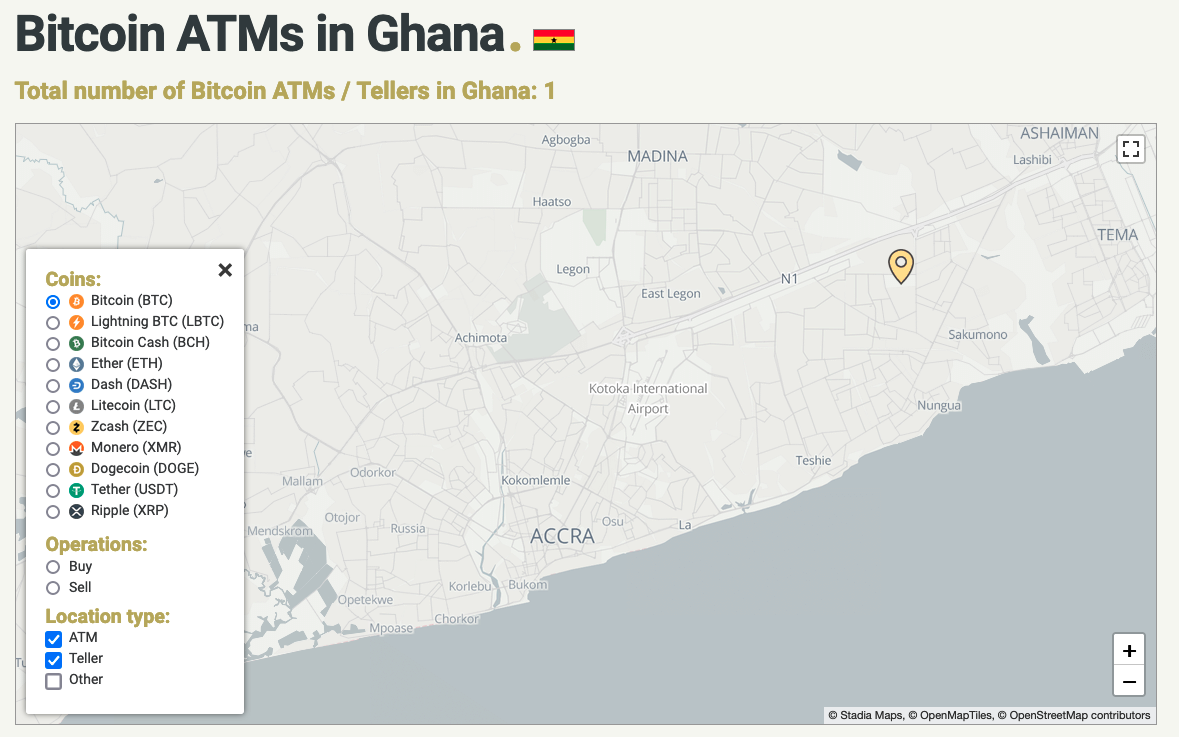 Bitcoin ATMs in Ghana.
Total number of Bitcoin ATMs / Tellers in Ghana: 1
Agbogba
MADINA
ASHAIMAN
Lashibi
Haatso
TEMA
Legon
N1
East Legon
Sakumono
Achimota
Kotoka International
Airport
Nungua
Teshie
Mallam
Odorkor
Kokomlemle
Otojor
Mendskrom
Russia
Osu
La
ACCRA
Korlebu
Bukom
Opetekwe
Chorkor
Mpoase
Coins:
Bitcoin (BTC)
Lightning BTC (LBTC)
Bitcoin Cash (BCH)
Ether (ETH)
Dash (DASH)
Litecoin (LTC)
Zcash (ZEC)
Monero (XMR)
Dogecoin (DOGE)
Tether (USDT)
Ripple (XRP)
Operations:
Buy
Sell
Location type:
ATM
Teller
Other
+
−
© Stadia Maps, © OpenMapTiles, © OpenStreetMap contributors